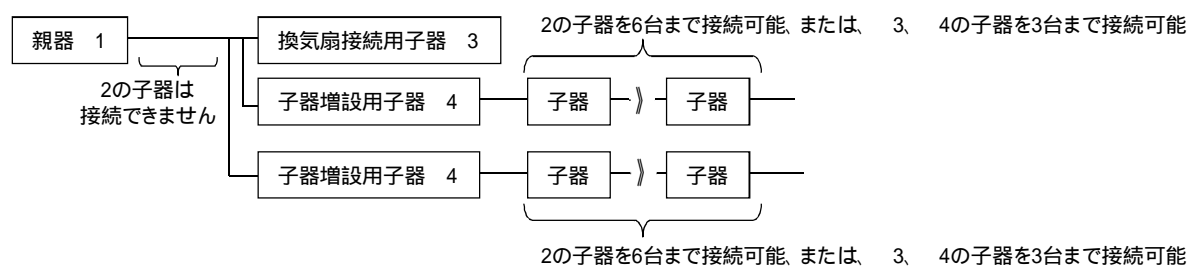 2の子器を6台まで接続可能、または、 3、 4の子器を3台まで接続可能
親器 1
換気扇接続用子器 3
2の子器は
接続できません
子器増設用子器 4
子器
子器
子器増設用子器 4
子器
子器
2の子器を6台まで接続可能、または、 3、 4の子器を3台まで接続可能